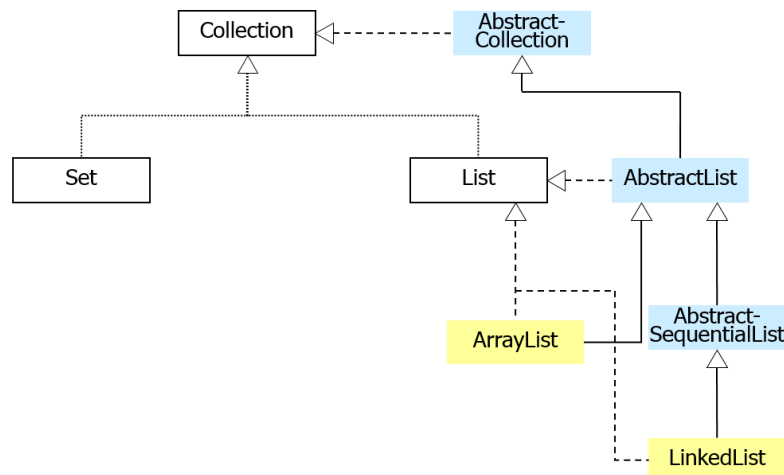 Collection
Abstract-
Collection
Set
List
AbstractList
ArrayList
Abstract-
SequentialList
LinkedList